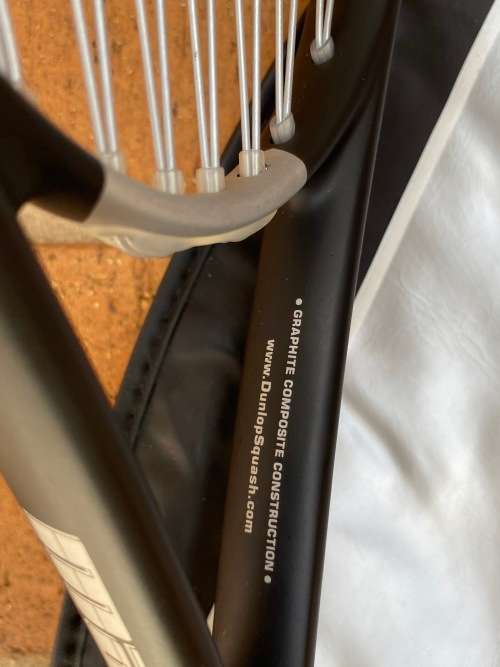 • GRAPHITE COMPOSITE CONSTRUCTION •
www.DunlopSquash.com